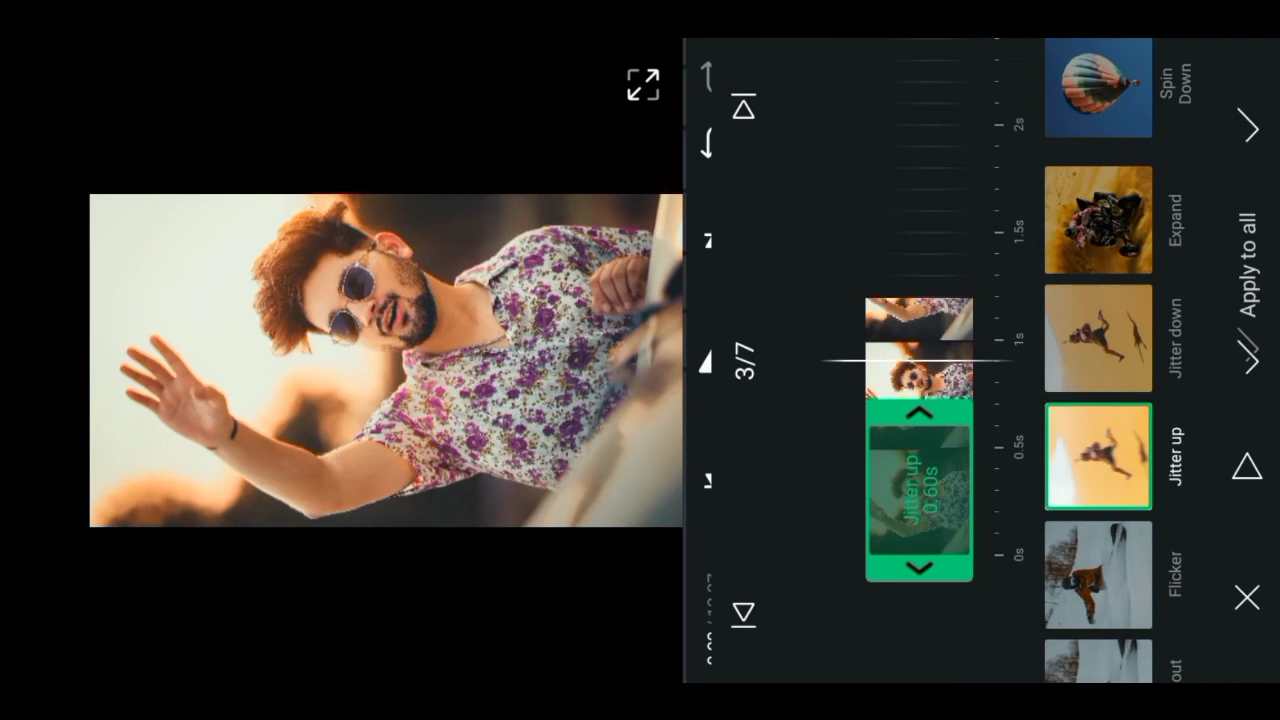 3/7
Jitter up
0.60s
0s
0.5s
1s
1.5s
2s
out
Flicker
Jitter up
Jitter down
Expand
Spin
Down
Apply to all